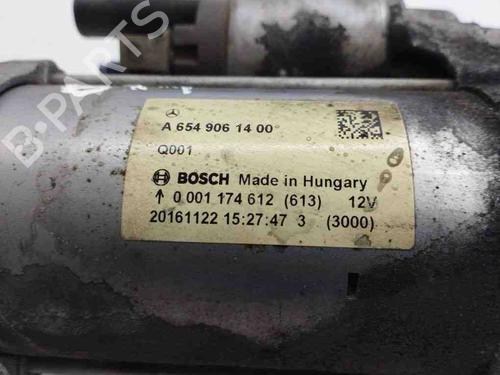 A 654 906 14 00
Q001
BOSCH Made in Hungary
0 001 174 612 (613) 12V
20161122 15:27:47 3 (3000)
B-PARTS